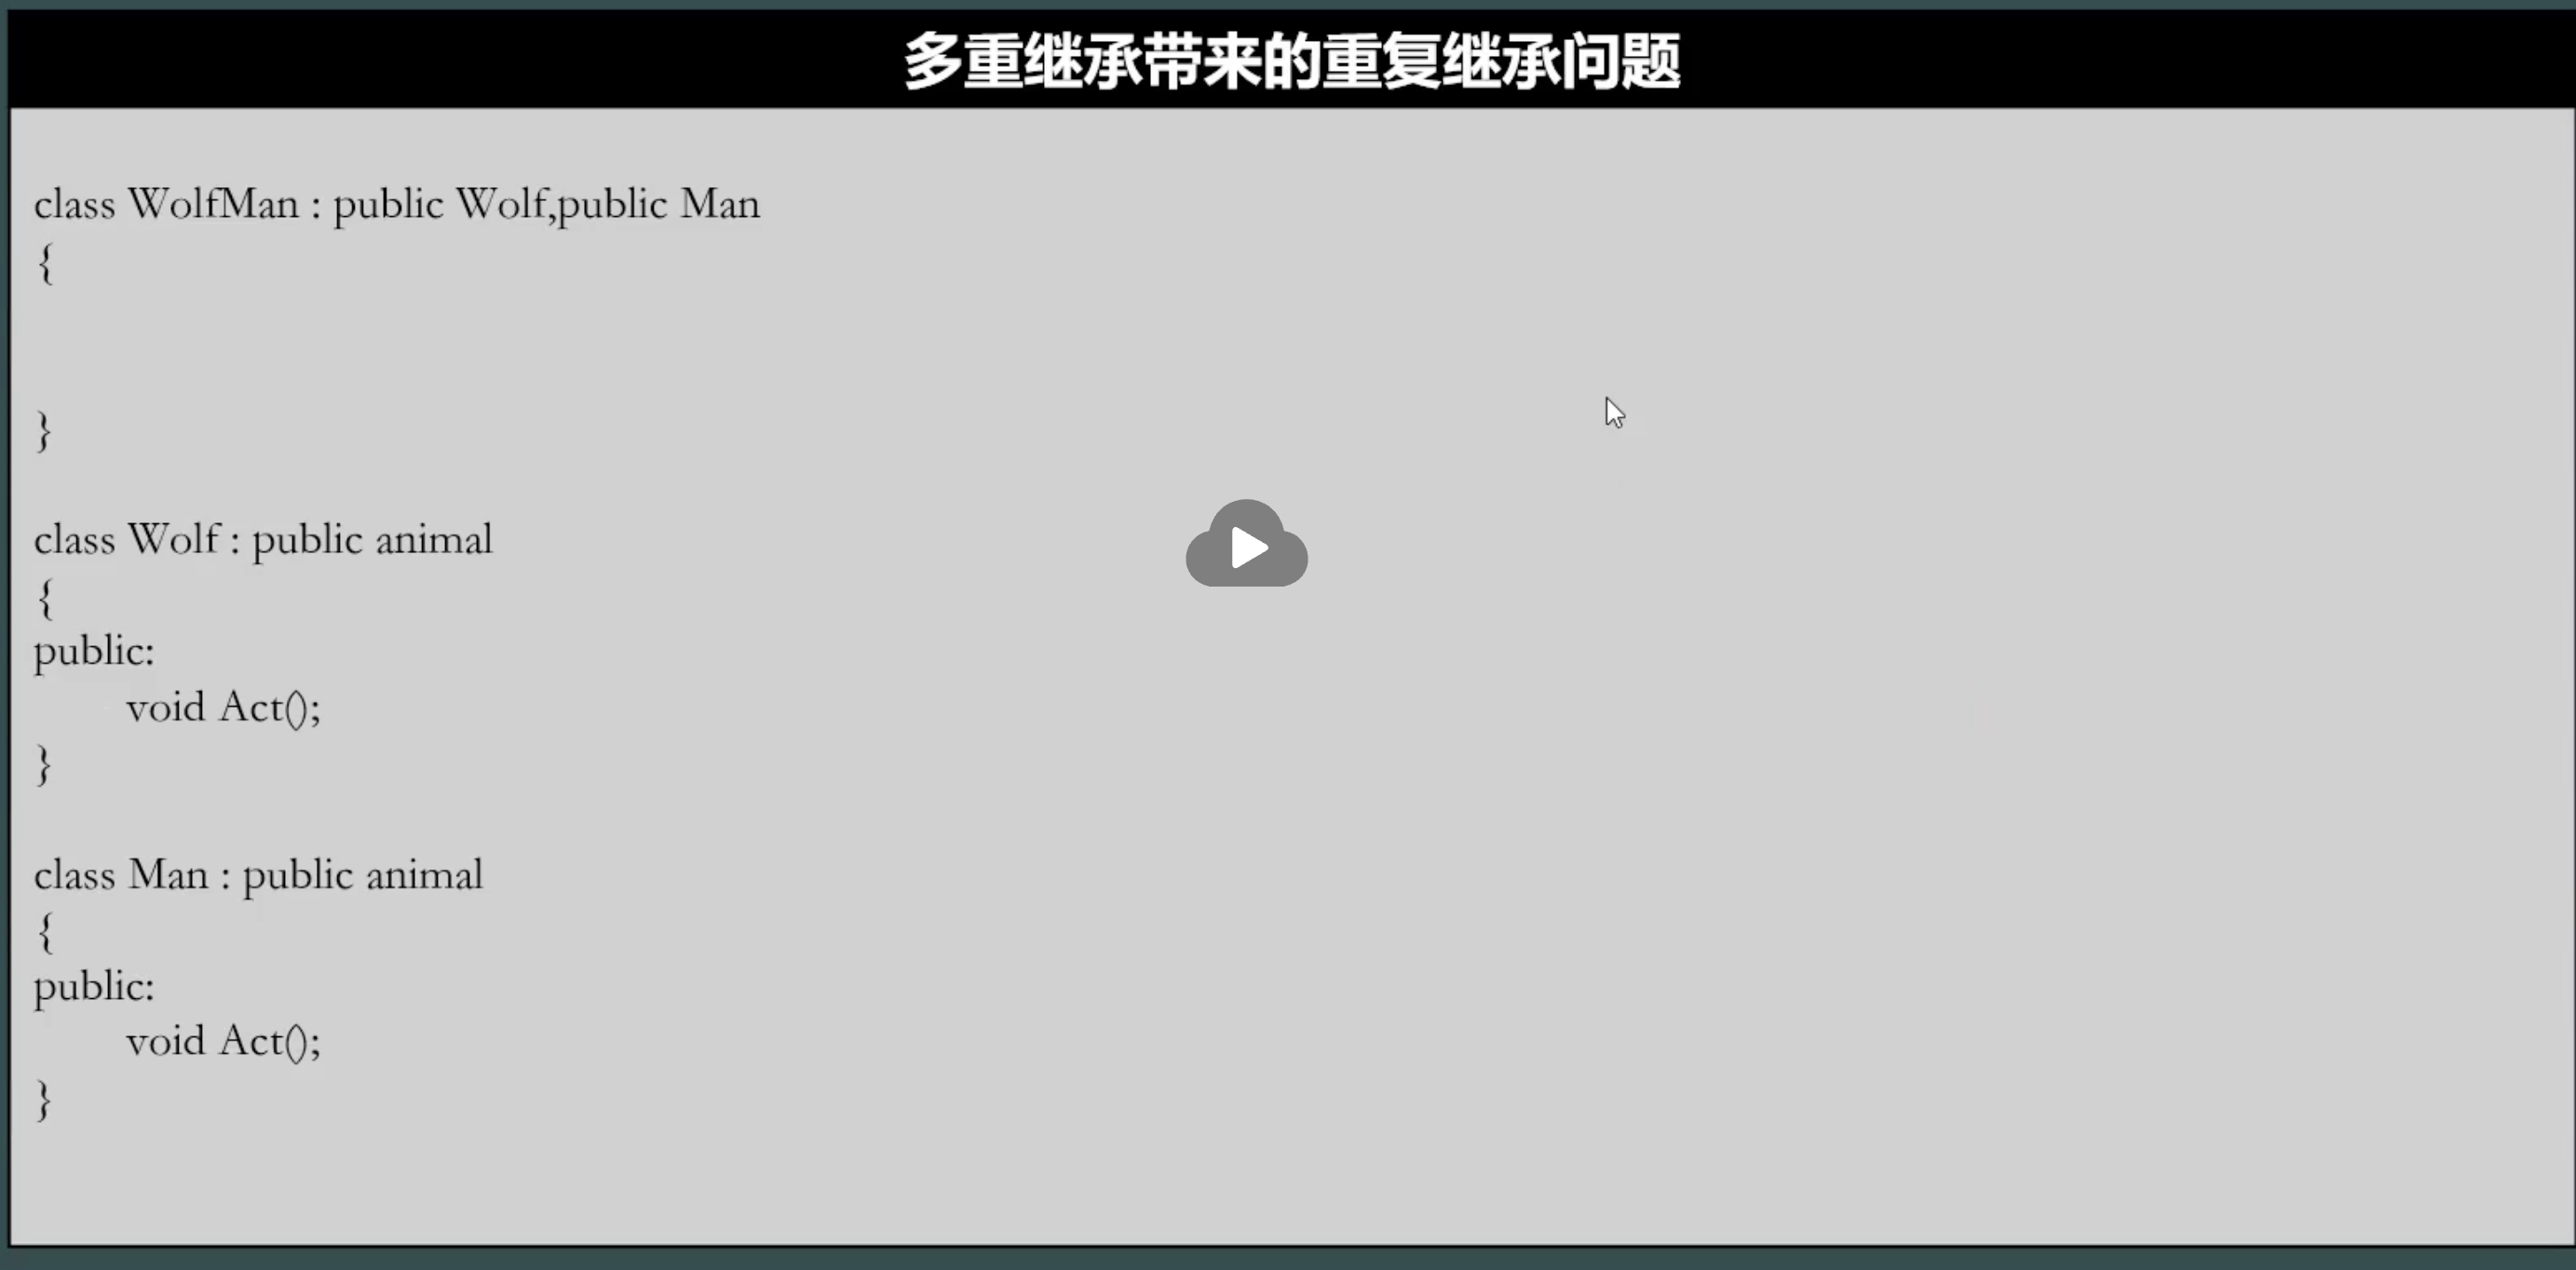 多重继承带来的重复继承问题
class WolfMan : public Wolf,public Man
{
}
class Wolf : public animal
{
public:
void Act();
}
class Man : public animal
{
public:
void Act();
}